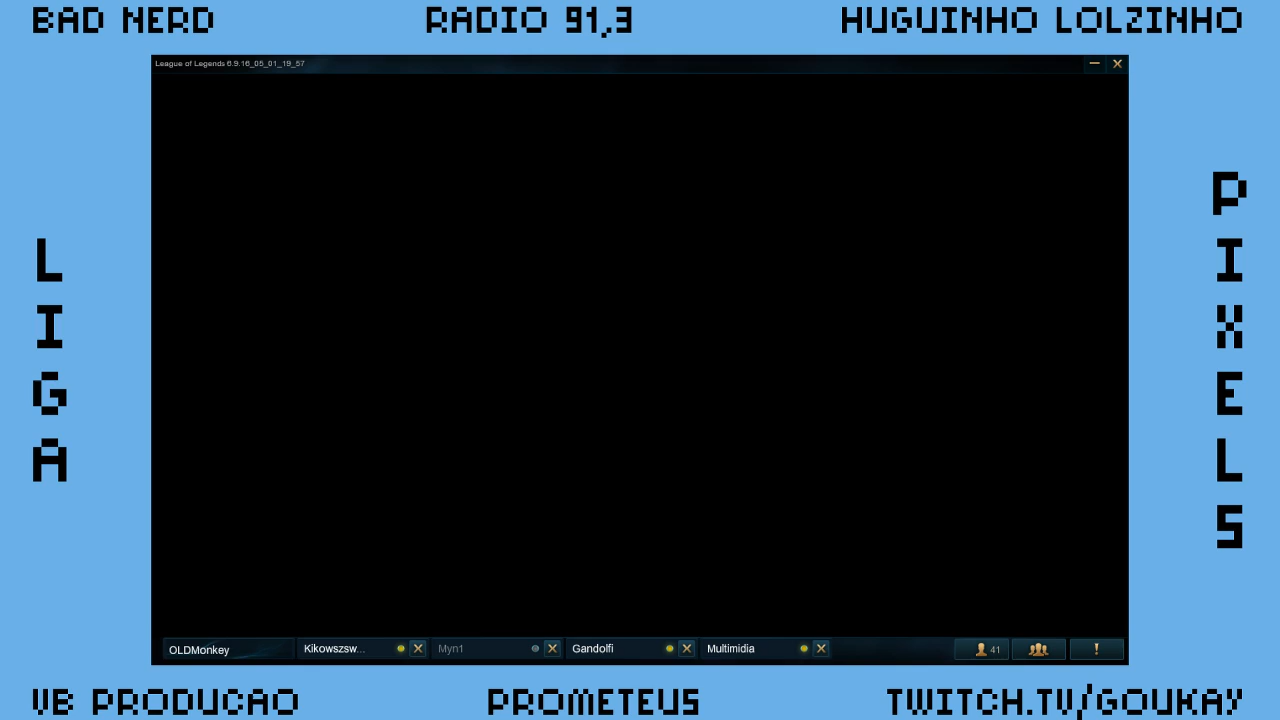 BAD NERD
RADIO 91,3
HUGUINHO LOLZINHO
League of Legends 6.9.16_05_01_19_57
LIGA
PIXELS
OLDMonkey
Kikowszsw...
Myn1
Gandolfi
Multimidia
41
!
VB PRODUCAO
PROMETEUS
TWITCH.TV/GOUKAY